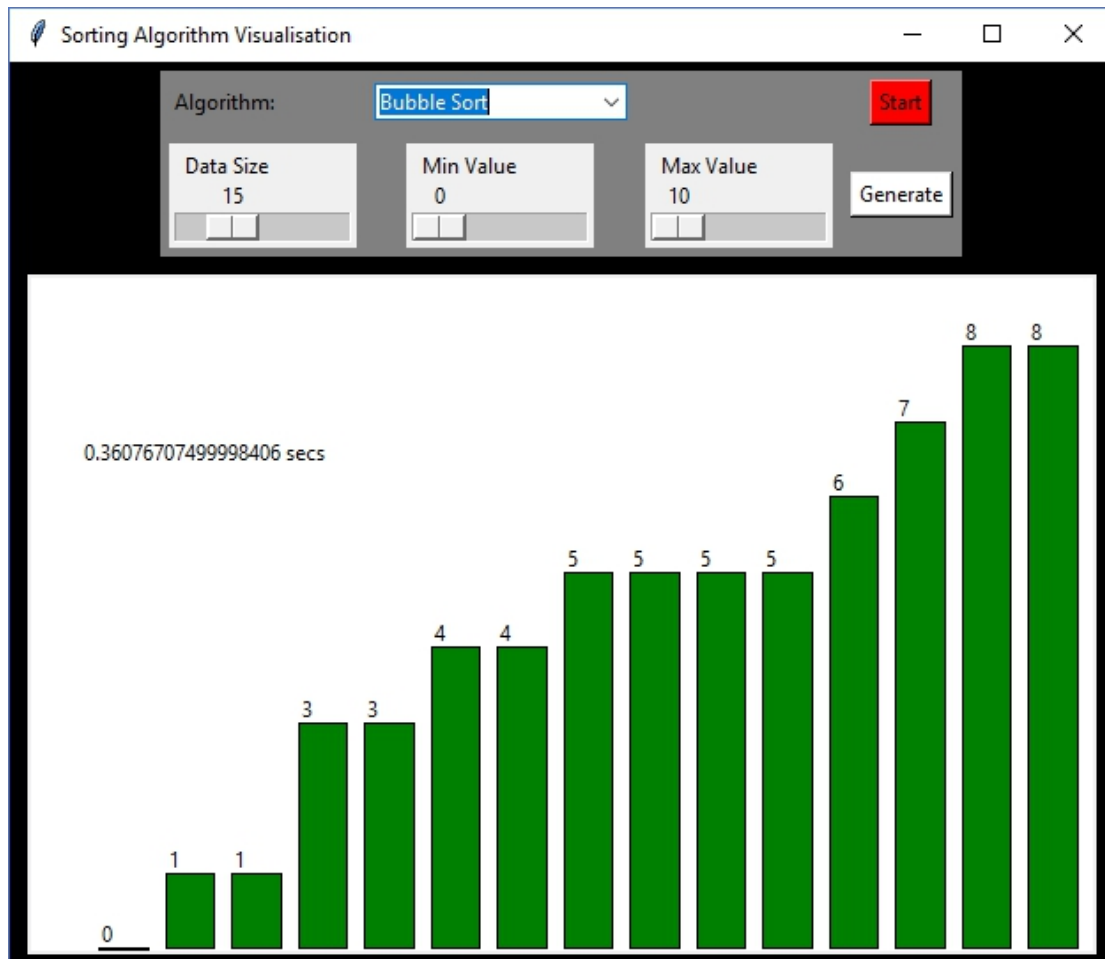 Sorting Algorithm Visualisation
Algorithm: Bubble Sort Start
Data Size Min Value Max Value
15 0 10
Generate
8 8
7
0.36076707499998406 secs
6
5 5 5 5
4 4
3 3
1 1
0